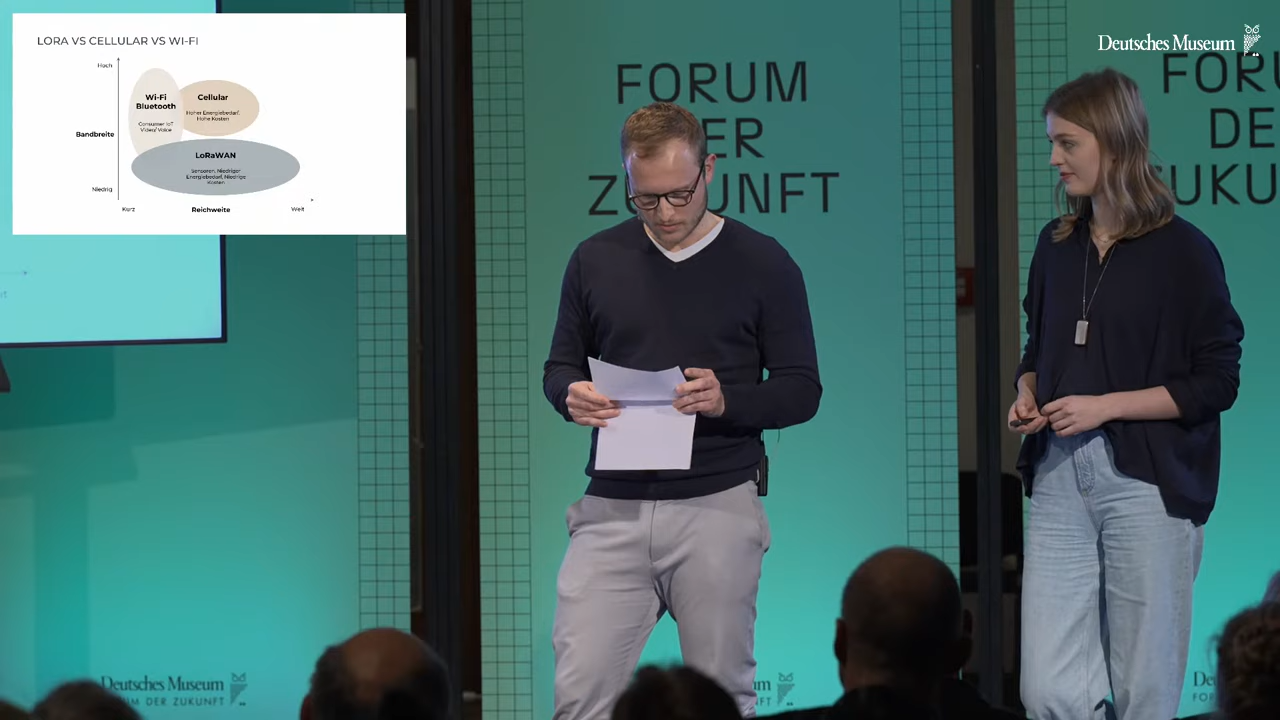 LORA VS CELLULAR VS WI-FI
Hoch
Wi-Fi
Bluetooth
Consumer IoT
Video/ Voice
Cellular
Hoher Energiebedarf,
Hohe Kosten
Bandbreite
LoRaWAN
Sensoren, Niedriger
Energiebedarf, Niedrige
Kosten
Niedrig
Kurz
Reichweite
Weit
Deutsches Museum
FORUM
DER
ZUKUNFT
FORU
DE
ZUKU
Deutsches Museum
FORUM DER ZUKUNFT